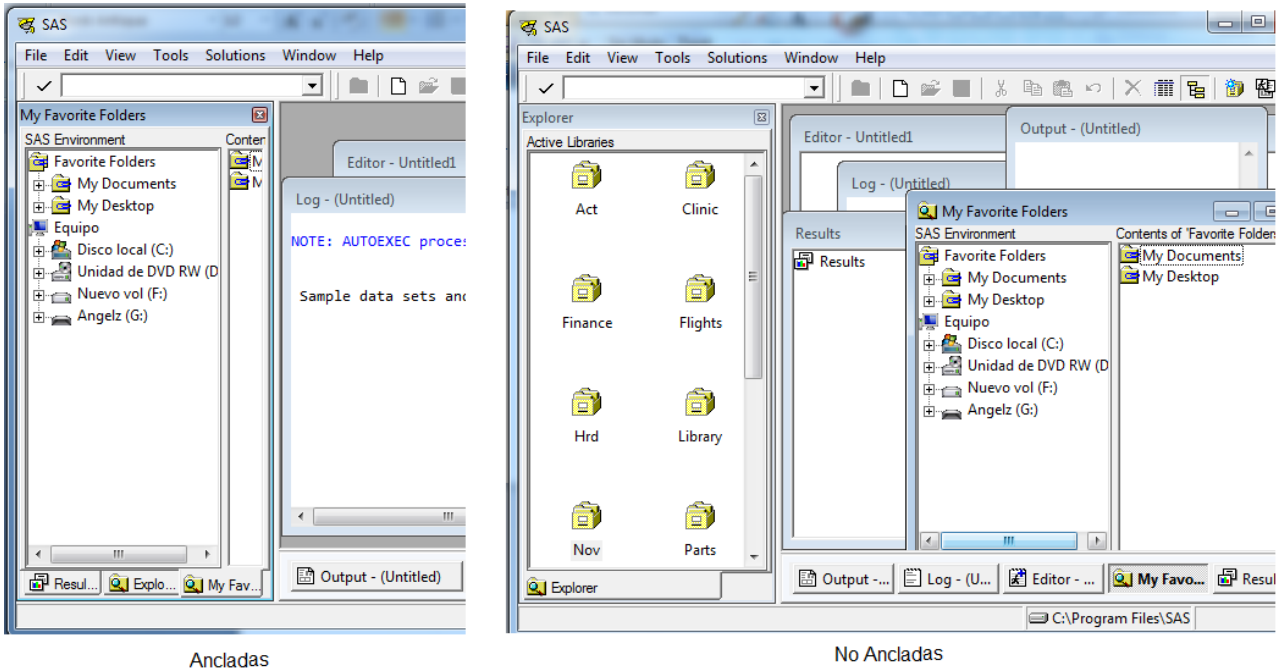 SAS
File Edit View Tools Solutions Window Help
My Favorite Folders
SAS Environment
Favorite Folders
My Documents
My Desktop
Equipo
Disco local (C:)
Unidad de DVD RW (D
Nuevo vol (F:)
Angelz (G:)
Conter
M
M
Editor - Untitled1
Log - (Untitled)
NOTE: AUTOEXEC proces
Sample data sets and
Resul... Explo... My Fav...
Output - (Untitled)
Ancladas
SAS
File Edit View Tools Solutions Window Help
Explorer
Active Libraries
Act Clinic
Finance Flights
Hrd Library
Nov Parts
Explorer
Editor - Untitled1
Output - (Untitled)
Log - (Untitled)
Results
Results
My Favorite Folders
SAS Environment
Favorite Folders
My Documents
My Desktop
Equipo
Disco local (C:)
Unidad de DVD RW (D
Nuevo vol (F:)
Angelz (G:)
Contents of 'Favorite Folders
My Documents
My Desktop
Output -... Log - (U... Editor - ... My Favo... Resul
C:\Program Files\SAS
No Ancladas